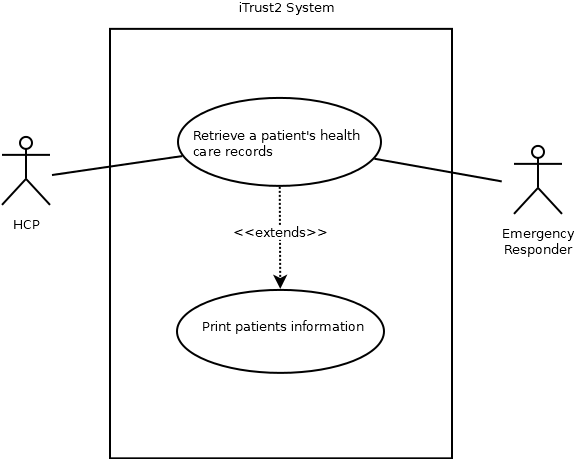 iTrust2 System
Retrieve a patient's health
care records
HCP
<<extends>>
Emergency
Responder
Print patients information